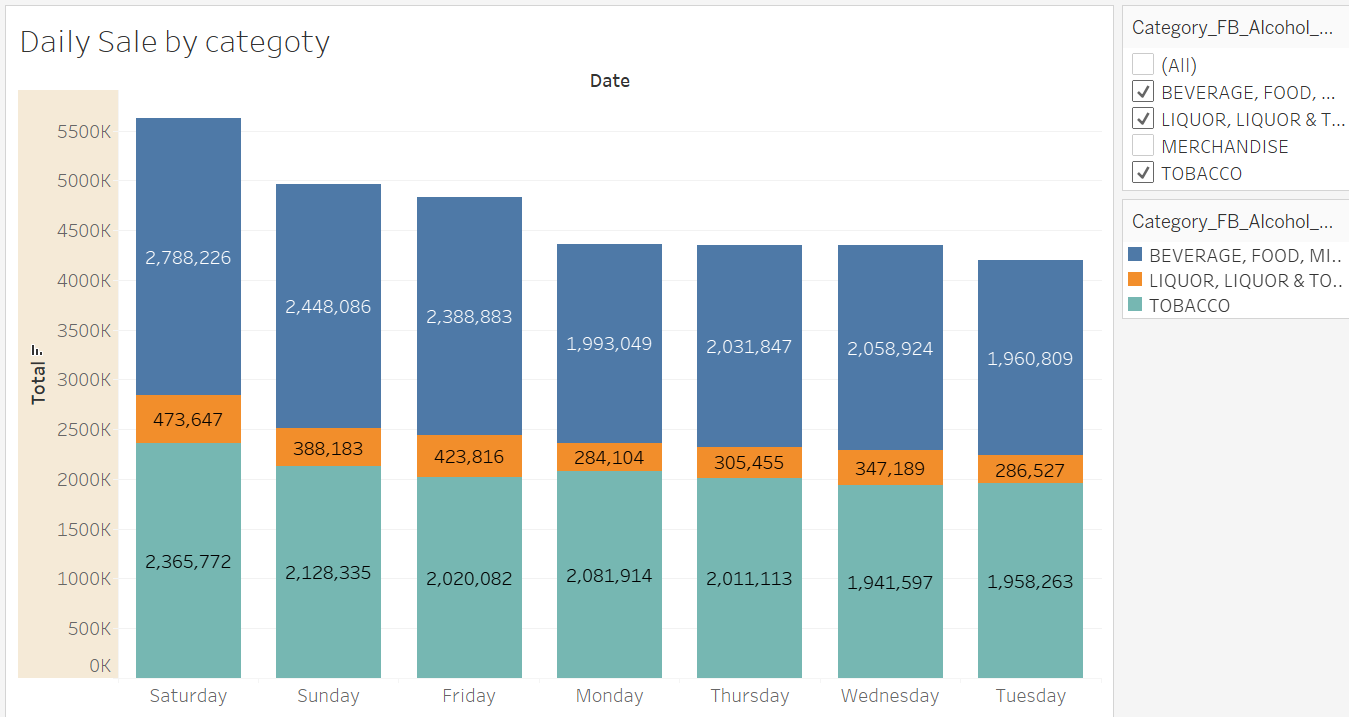 Daily Sale by categoty
Date
Total
5500K
5000K
4500K
4000K
3500K
3000K
2500K
2000K
1500K
1000K
500K
0K
2,788,226
473,647
2,365,772
2,448,086
388,183
2,128,335
2,388,883
423,816
2,020,082
1,993,049
284,104
2,081,914
2,031,847
305,455
2,011,113
2,058,924
347,189
1,941,597
1,960,809
286,527
1,958,263
Saturday
Sunday
Friday
Monday
Thursday
Wednesday
Tuesday
Category_FB_Alcohol_...
(All)
BEVERAGE, FOOD, ...
LIQUOR, LIQUOR & T...
MERCHANDISE
TOBACCO
Category_FB_Alcohol_...
BEVERAGE, FOOD, MI..
LIQUOR, LIQUOR & TO..
TOBACCO